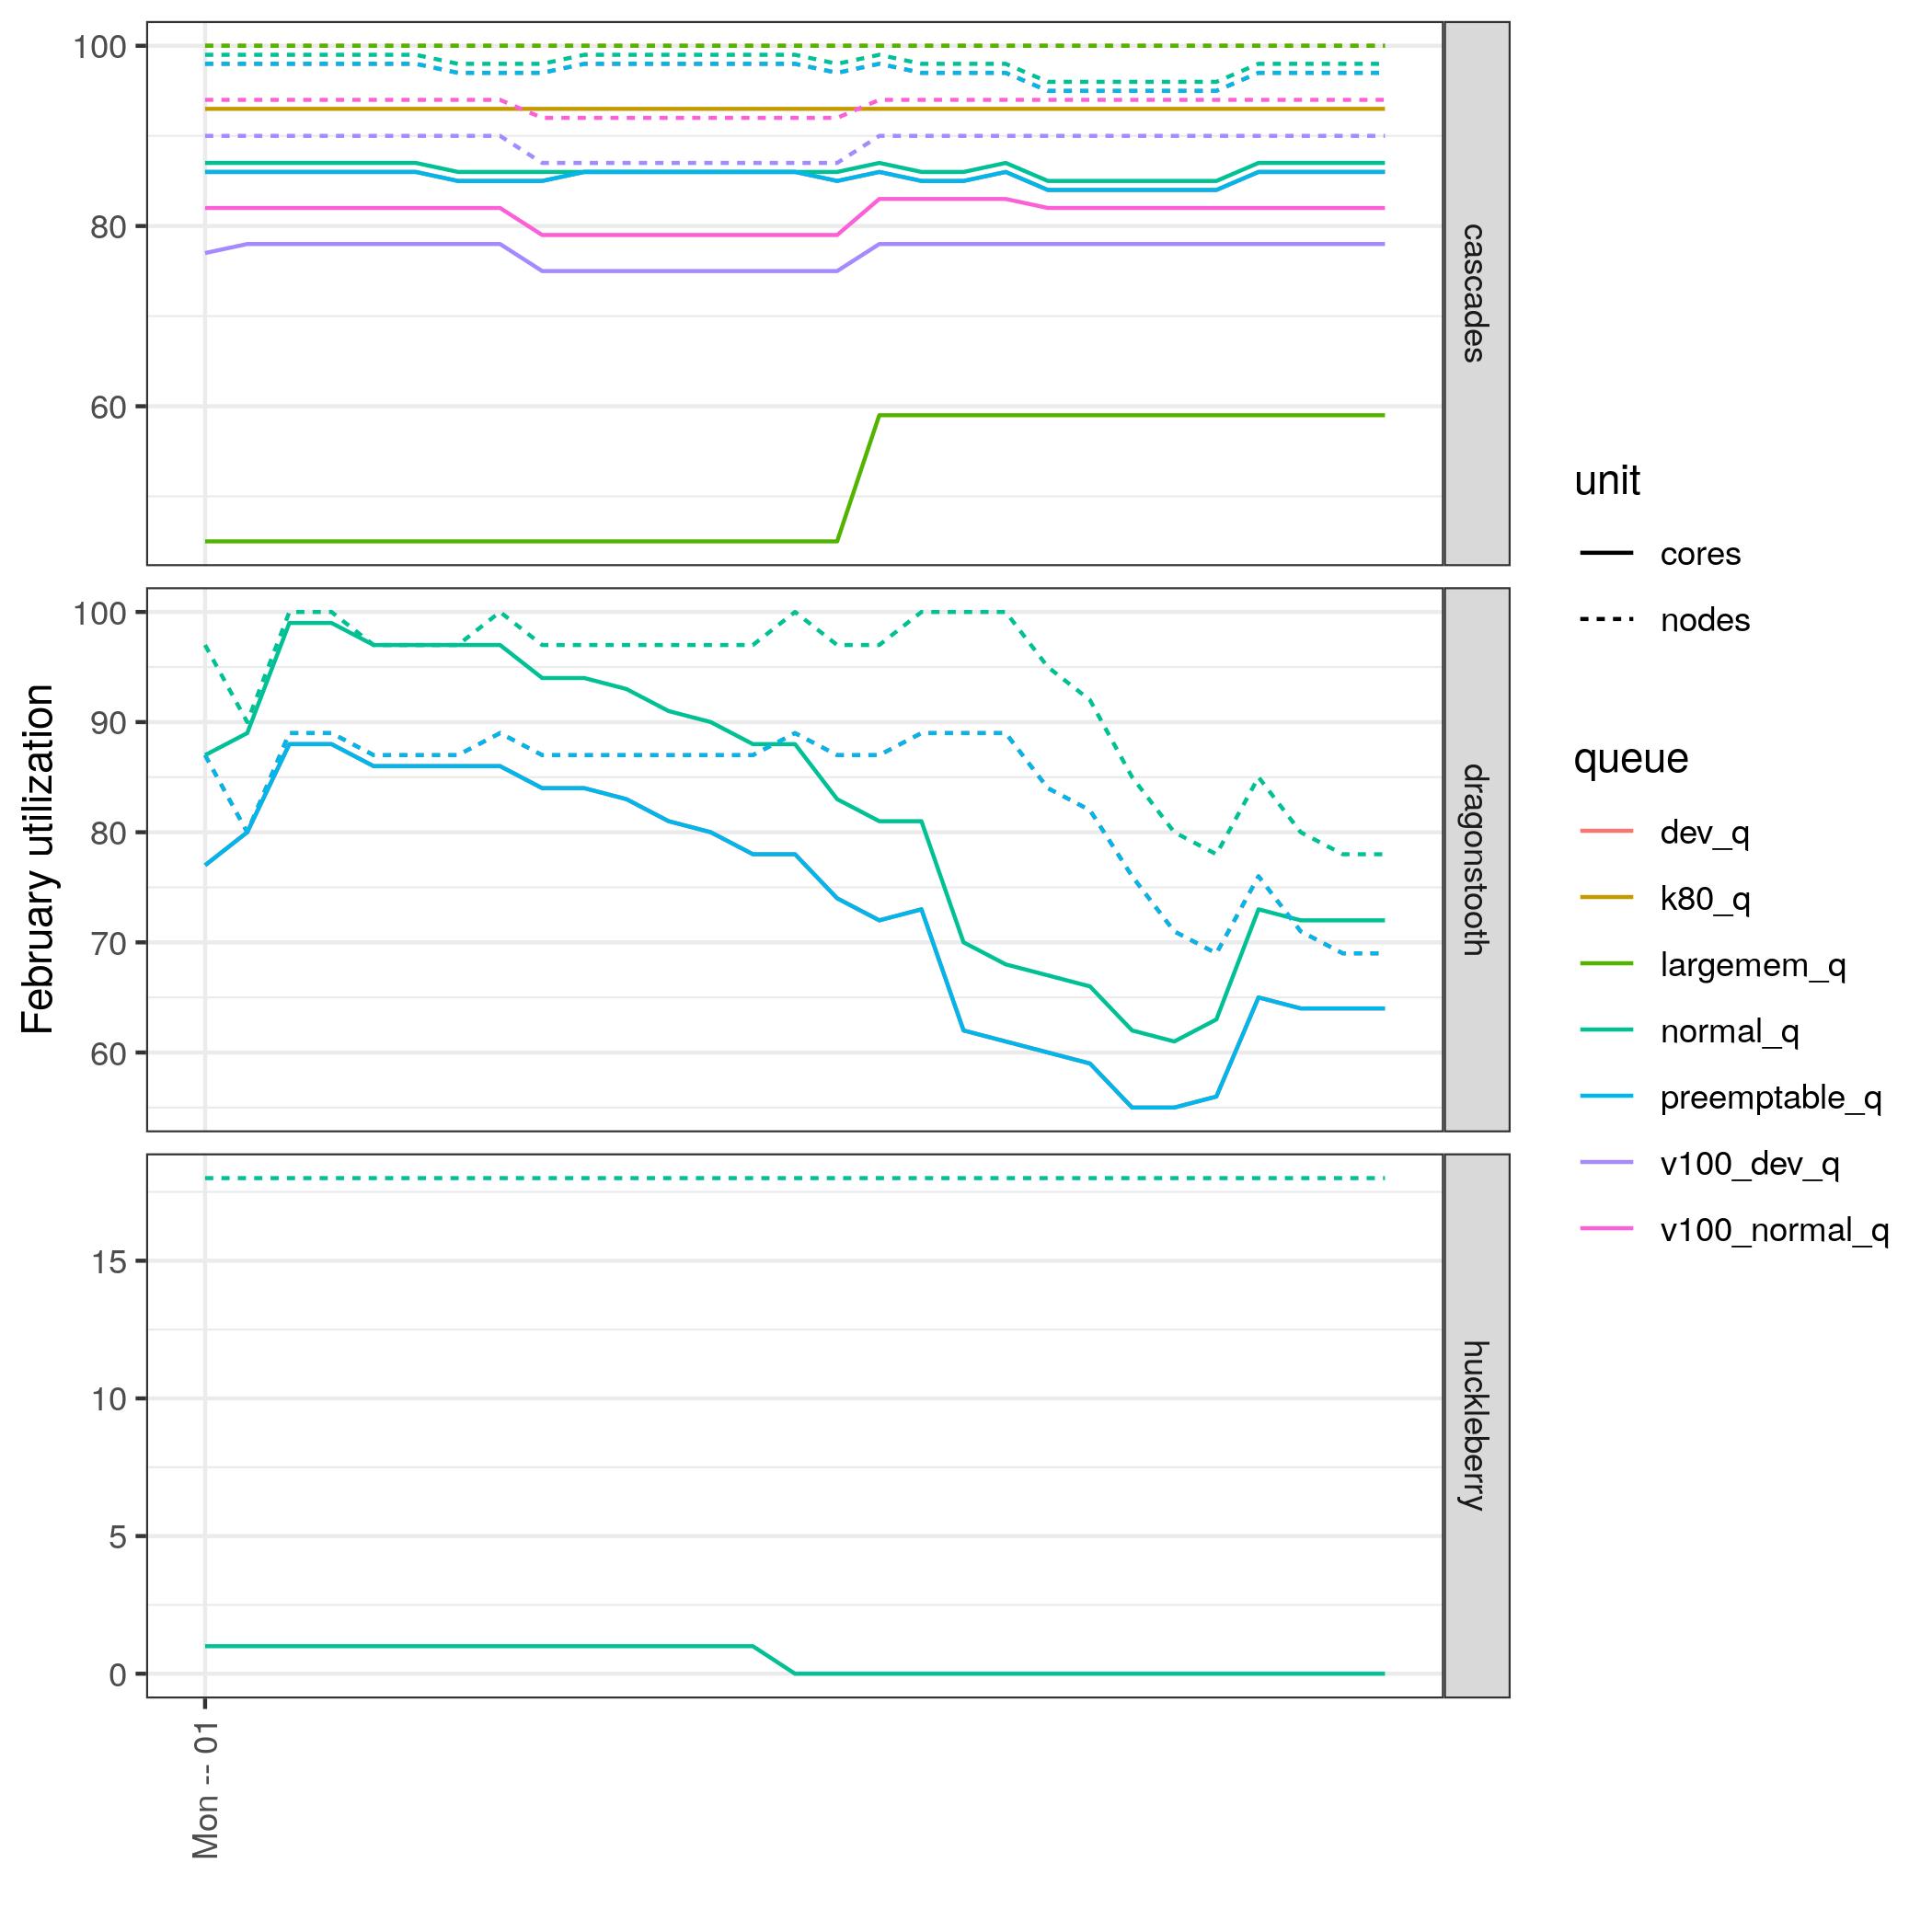 February utilization
100
80
60
cascades
100
90
80
70
60
dragonstooth
15
10
5
0
huckleberry
Mon -- 01
unit
cores
nodes
queue
dev_q
k80_q
largemem_q
normal_q
preemptable_q
v100_dev_q
v100_normal_q